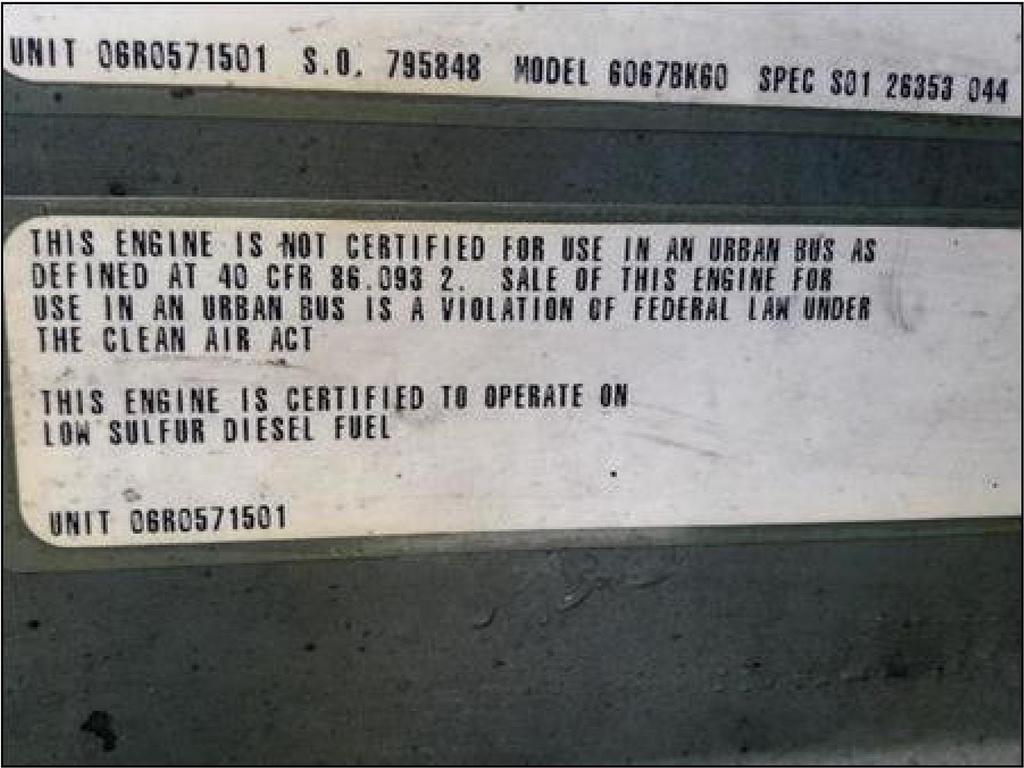 UNIT 06R0571501 S.O. 795848 MODEL 6067BK60 SPEC S01 26353 044
THIS ENGINE IS NOT CERTIFIED FOR USE IN AN URBAN BUS AS
DEFINED AT 40 CFR 86.093 2. SALE OF THIS ENGINE FOR
USE IN AN URBAN BUS IS A VIOLATION OF FEDERAL LAW UNDER
THE CLEAN AIR ACT
THIS ENGINE IS CERTIFIED TO OPERATE ON
LOW SULFUR DIESEL FUEL
UNIT 06R0571501